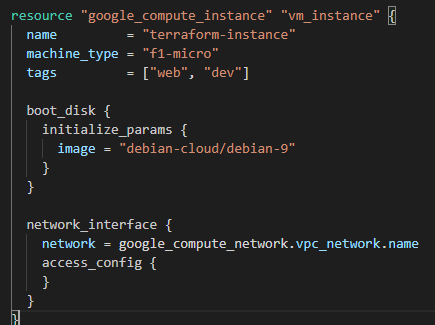 resource "google_compute_instance" "vm_instance" {
  name         = "terraform-instance"
  machine_type = "f1-micro"
  tags         = ["web", "dev"]

  boot_disk {
    initialize_params {
      image = "debian-cloud/debian-9"
    }
  }

  network_interface {
    network = google_compute_network.vpc_network.name
    access_config {
    }
  }
}